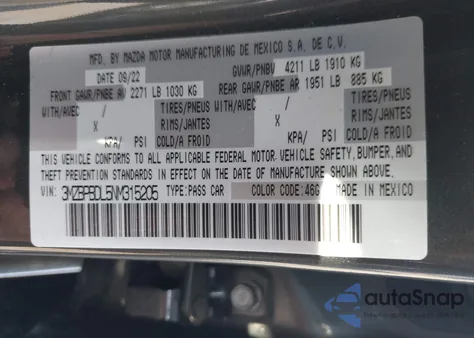 MFD. BY MAZDA MOTOR MANUFACTURING DE MEXICO S.A. DE C.V.
DATE 09/22 GVWR/PNBV 4211 LB 1910 KG
FRONT GAWR/PNBE AV 2271 LB 1030 KG REAR GAWR/PNBE AR 1951 LB 885 KG
WITH/AVEC / TIRES/PNEUS WITH/AVEC / TIRES/PNEUS
X RIMS/JANTES X RIMS/JANTES
KPA/ PSI COLD/A FROID KPA/ PSI COLD/A FROID
THIS VEHICLE CONFORMS TO ALL APPLICABLE FEDERAL MOTOR VEHICLE SAFETY, BUMPER, AND
THEFT PREVENTION STANDARDS IN EFFECT ON THE DATE OF MANUFACTURE SHOWN ABOVE.
VIN: 3MZBPBDL5NM315205 TYPE: PASS CAR COLOR CODE: 46G MADE IN MEXICO
autoSnap